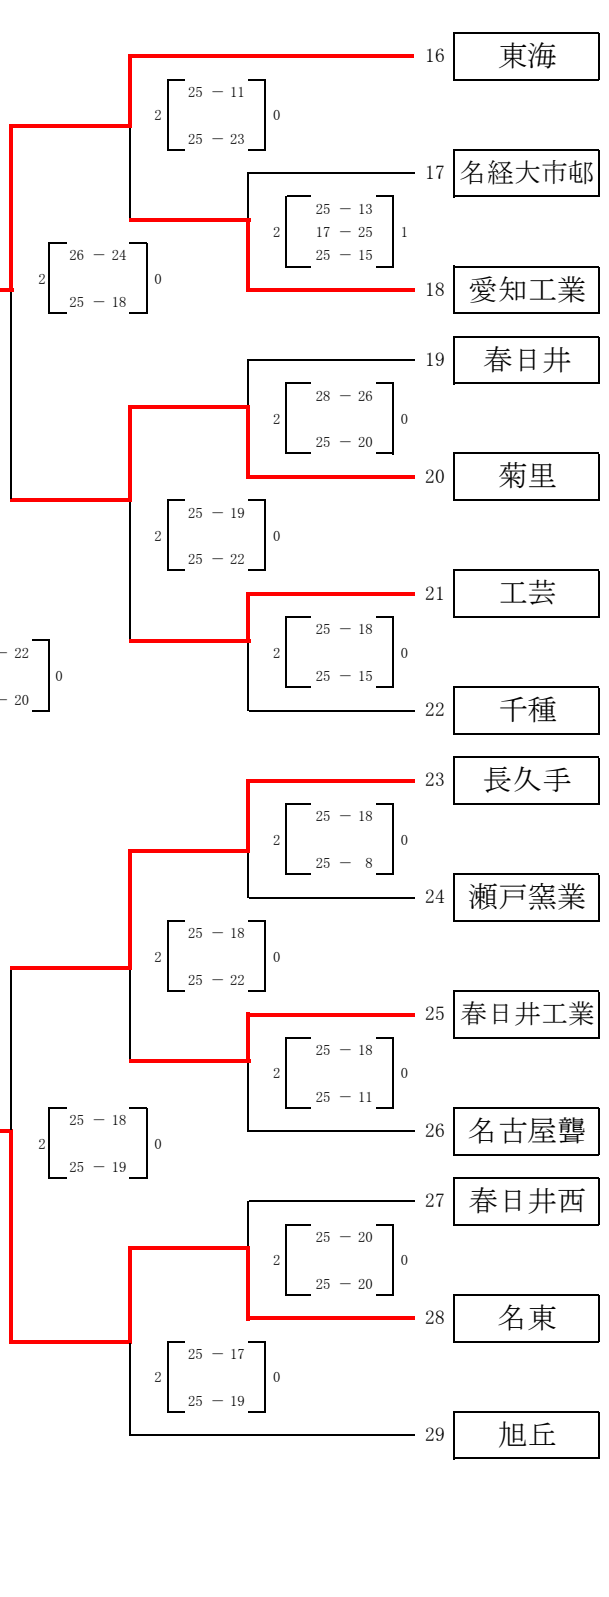 16 東海
25 － 11
2 0
25 － 23
17 名経大市邨
25 － 13
2 17 － 25 1
25 － 15
26 － 24
2 0
25 － 18
18 愛知工業
19 春日井
28 － 26
2 0
25 － 20
20 菊里
25 － 19
2 0
25 － 22
21 工芸
25 － 18
2 0
25 － 15
－ 22
0
－ 20
22 千種
23 長久手
25 － 18
2 0
25 － 8
24 瀬戸窯業
25 － 18
2 0
25 － 22
25 春日井工業
25 － 18
2 0
25 － 11
25 － 18
2 0
25 － 19
26 名古屋聾
27 春日井西
25 － 20
2 0
25 － 20
28 名東
25 － 17
2 0
25 － 19
29 旭丘